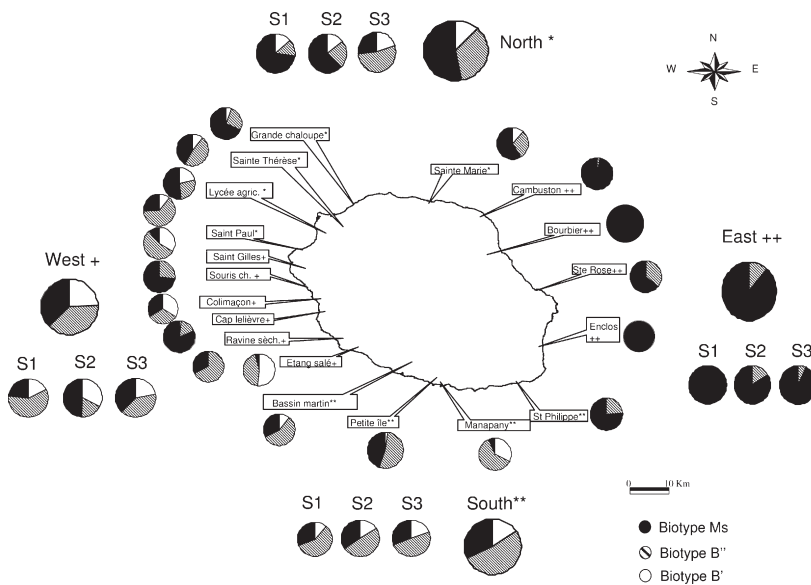 S1 S2 S3
North *
N
W E
S
Grande chaloupe*
Sainte Thérèse*
Lycée agric. *
Saint Paul*
Saint Gilles+
Souris ch. +
Colimaçon+
Cap lelièvre+
Ravine sèch.+
Etang salé+
Bassin martin**
Petite île**
Manapany**
St Philippe**
Sainte Marie*
Cambuston ++
Bourbier++
Ste Rose++
Enclos
++
West +
S1 S2 S3
East ++
S1 S2 S3
S1 S2 S3
South**
0 10 Km
Biotype Ms
Biotype B''
Biotype B'